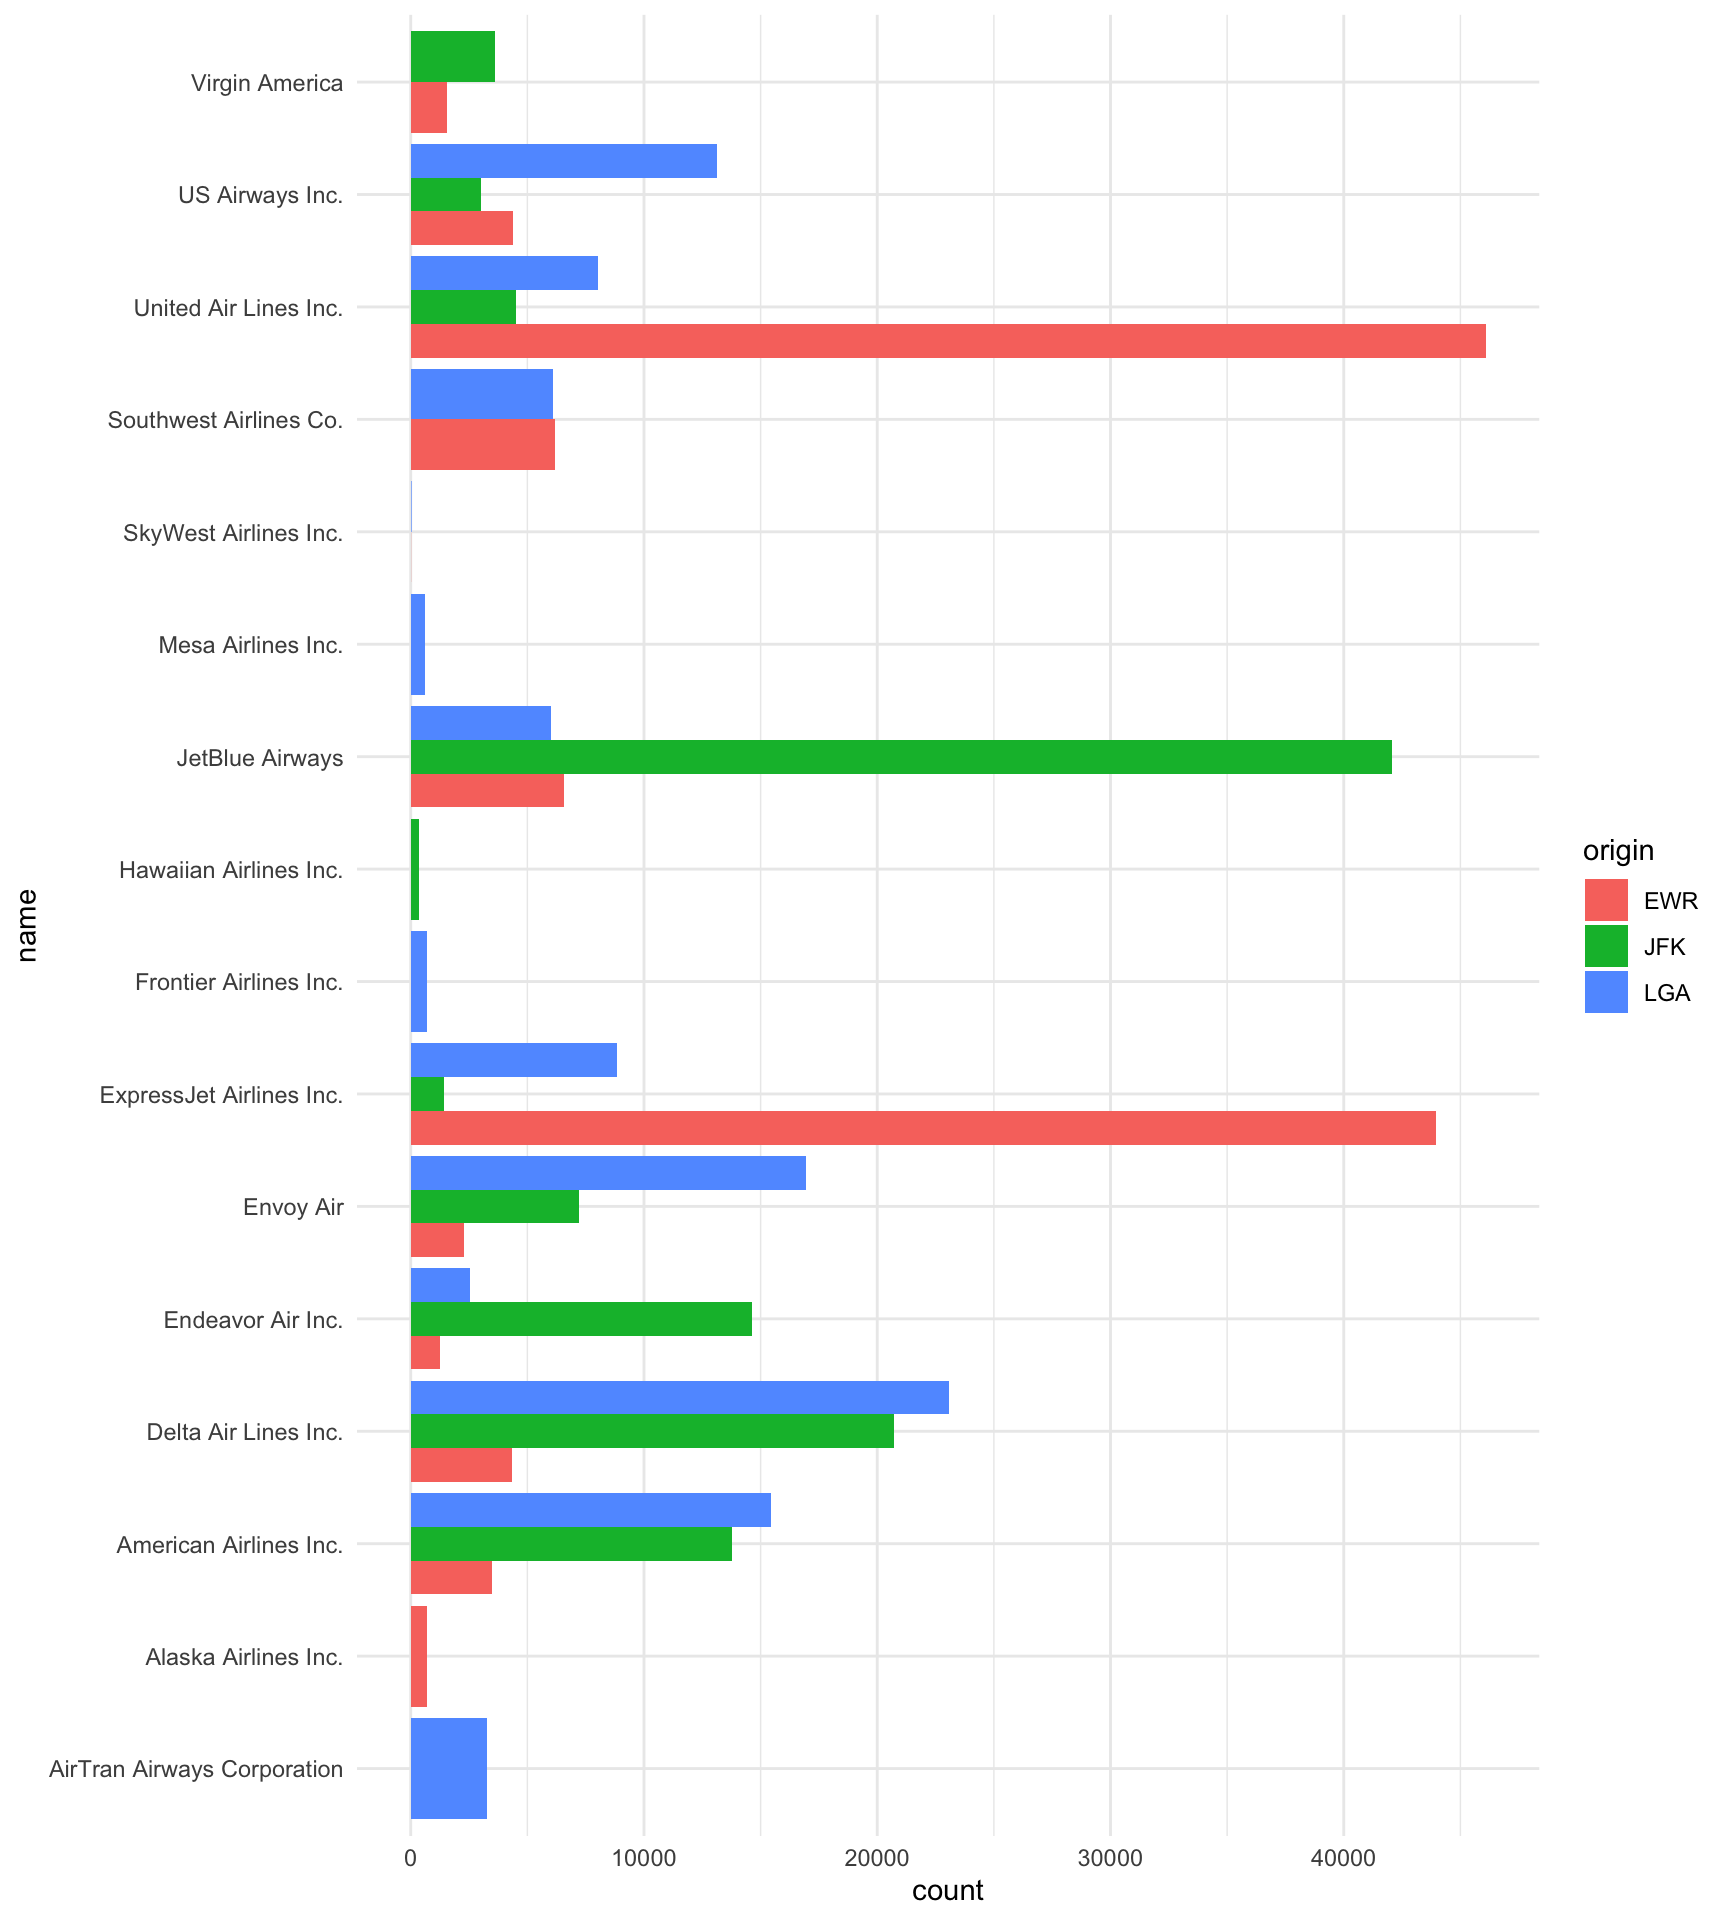 Virgin America
US Airways Inc.
United Air Lines Inc.
Southwest Airlines Co.
SkyWest Airlines Inc.
Mesa Airlines Inc.
JetBlue Airways
Hawaiian Airlines Inc.
Frontier Airlines Inc.
ExpressJet Airlines Inc.
Envoy Air
Endeavor Air Inc.
Delta Air Lines Inc.
American Airlines Inc.
Alaska Airlines Inc.
AirTran Airways Corporation
name
0 10000 20000 30000 40000
count
origin
EWR
JFK
LGA